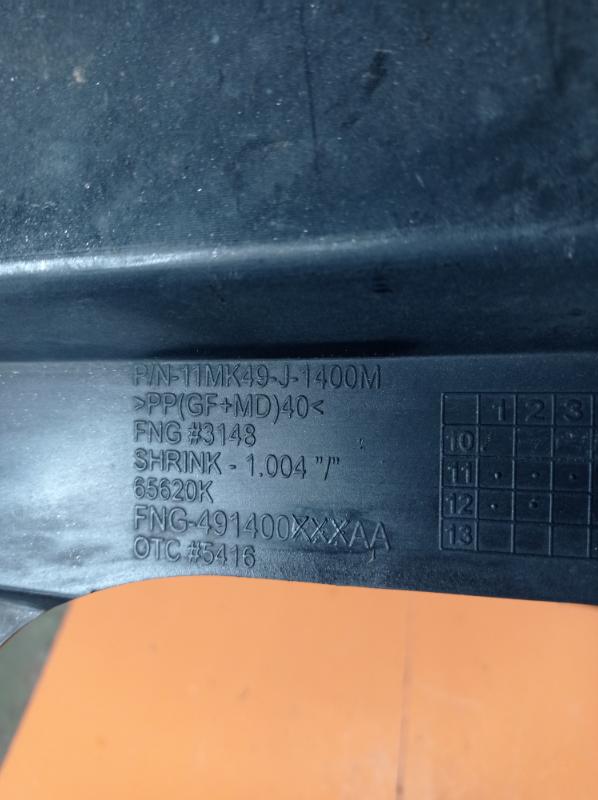 P/N-11MK49-J-1400M
>PP(GF+MD)40<
FNG #3148
SHRINK - 1.004 "/"
65620K
FNG-491400XXXAA
OTC #5416
1 2 3
10
11
12
13